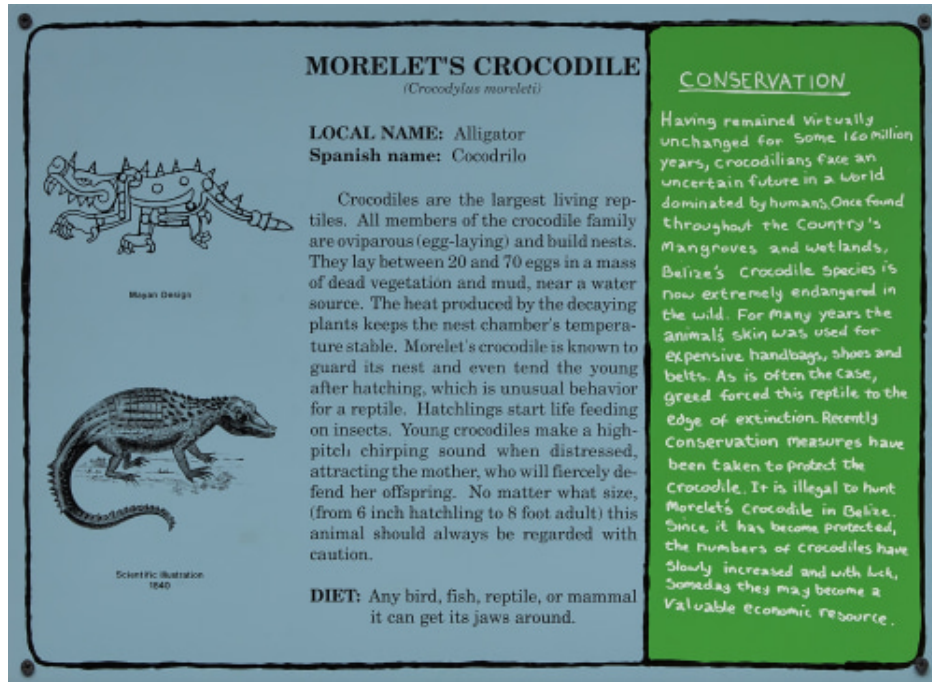 MORELET'S CROCODILE
(Crocodylus moreleti)
LOCAL NAME: Alligator
Spanish name: Cocodrilo
Crocodiles are the largest living rep-
tiles. All members of the crocodile family
are oviparous (egg-laying) and build nests.
They lay between 20 and 70 eggs in a mass
of dead vegetation and mud, near a water
source. The heat produced by the decaying
plants keeps the nest chamber's tempera-
ture stable. Morelet's crocodile is known to
guard its nest and even tend the young
after hatching, which is unusual behavior
for a reptile. Hatchlings start life feeding
on insects. Young crocodiles make a high-
pitch chirping sound when distressed,
attracting the mother, who will fiercely de-
fend her offspring. No matter what size,
(from 6 inch hatchling to 8 foot adult) this
animal should always be regarded with
caution.
DIET: Any bird, fish, reptile, or mammal
it can get its jaws around.
Mayan Design
Scientific Illustration
1840
CONSERVATION
Having remained virtually
unchanged for some 160 million
years, crocodilians face an
uncertain future in a world
dominated by humans. Once found
throughout the Country's
Mangroves and wetlands,
Belize's Crocodile species is
now extremely endangered in
the wild. For many years the
animal's skin was used for
expensive handbags, shoes and
belts. As is often the case,
greed forced this reptile to the
edge of extinction. Recently
conservation measures have
been taken to protect the
Crocodile. It is illegal to hunt
Morelet's Crocodile in Belize.
Since it has become protected,
the numbers of crocodiles have
slowly increased and with luck,
Someday they may become a
valuable economic resource.